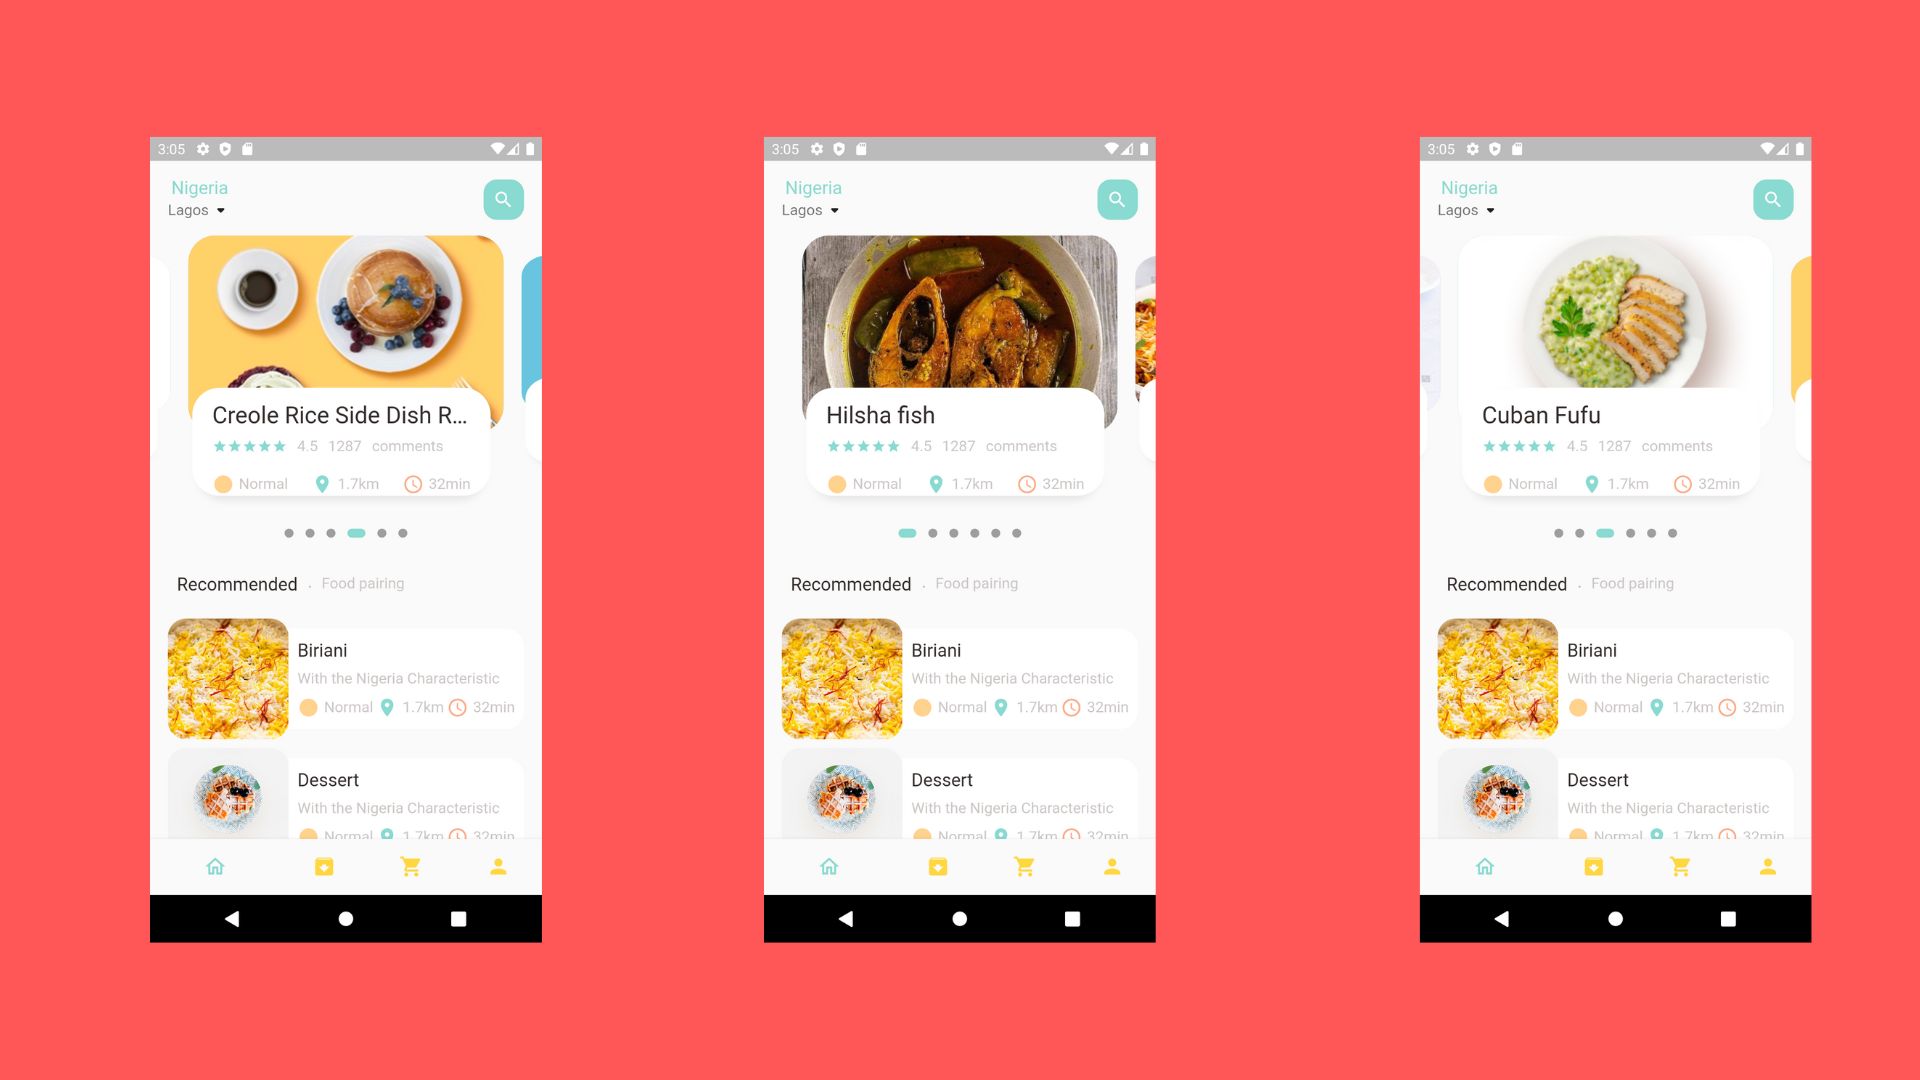 3:05
Nigeria
Lagos
Creole Rice Side Dish R...
4.5 1287 comments
Normal 1.7km 32min
Recommended . Food pairing
Biriani
With the Nigeria Characteristic
Normal 1.7km 32min
Dessert
With the Nigeria Characteristic
Normal 1.7km 32min
3:05
Nigeria
Lagos
Hilsha fish
4.5 1287 comments
Normal 1.7km 32min
Recommended . Food pairing
Biriani
With the Nigeria Characteristic
Normal 1.7km 32min
Dessert
With the Nigeria Characteristic
Normal 1.7km 32min
3:05
Nigeria
Lagos
Cuban Fufu
4.5 1287 comments
Normal 1.7km 32min
Recommended . Food pairing
Biriani
With the Nigeria Characteristic
Normal 1.7km 32min
Dessert
With the Nigeria Characteristic
Normal 1.7km 32min